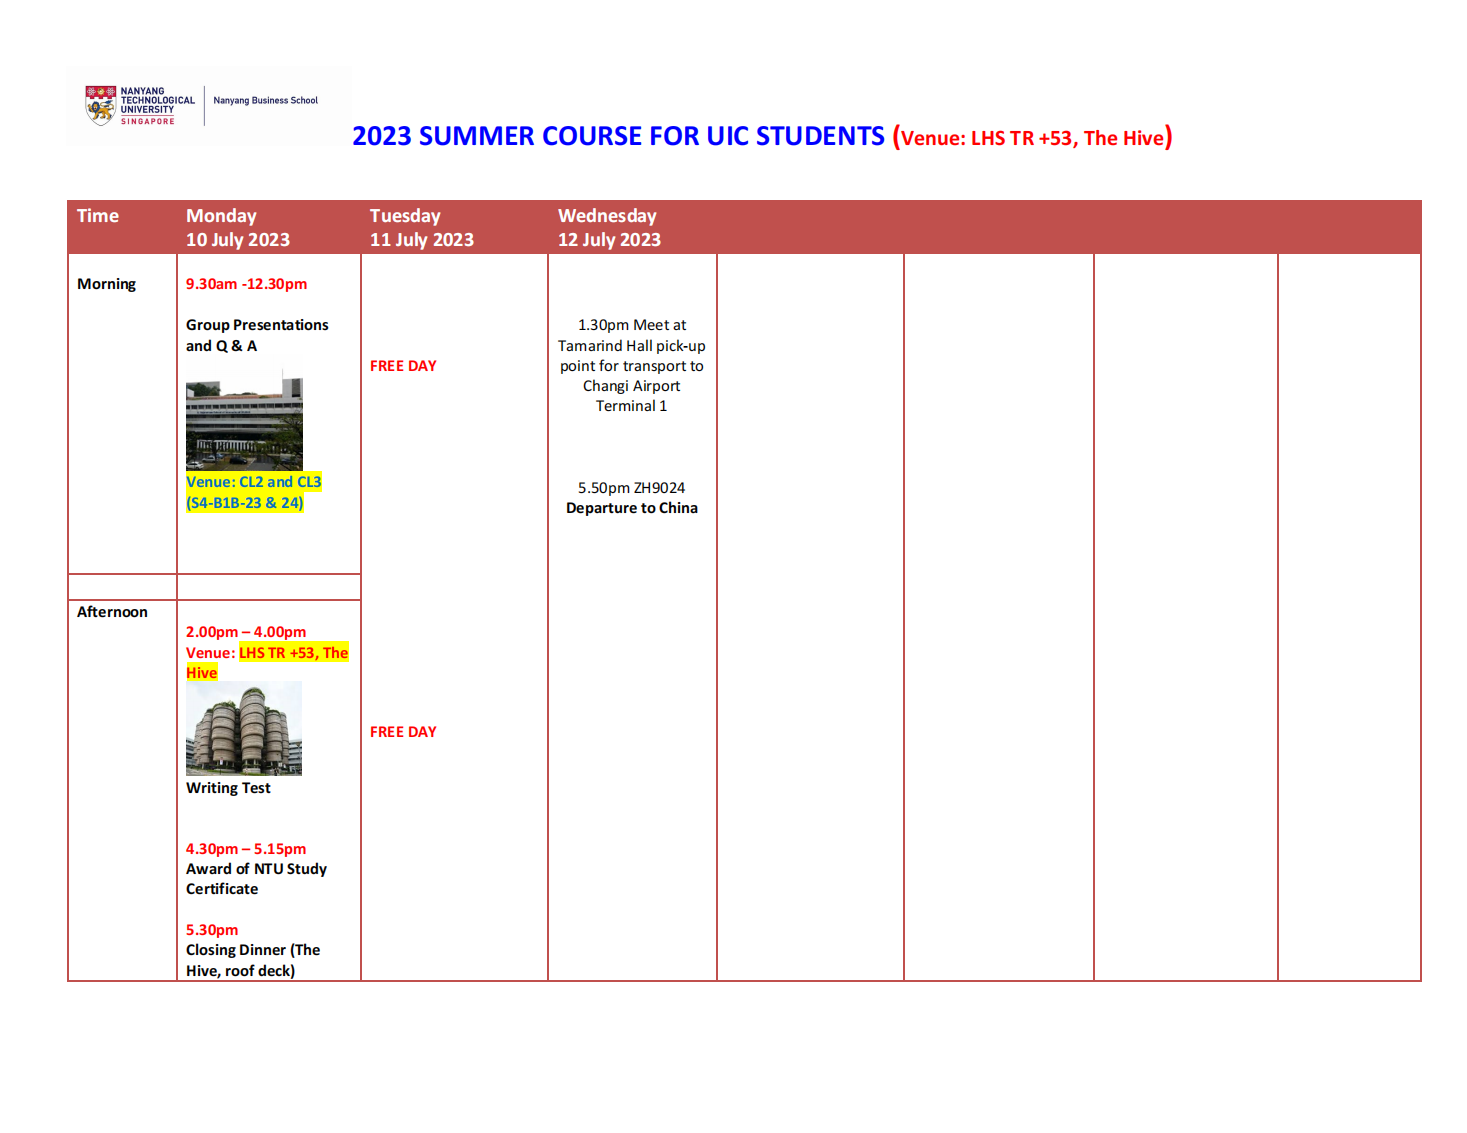 NANYANG
TECHNOLOGICAL
UNIVERSITY
SINGAPORE
Nanyang Business School
2023 SUMMER COURSE FOR UIC STUDENTS (Venue: LHS TR +53, The Hive)
Time
Monday
10 July 2023
Tuesday
11 July 2023
Wednesday
12 July 2023
Morning
9.30am -12.30pm
Group Presentations
and Q & A
Venue: CL2 and CL3
(S4-B1B-23 & 24)
FREE DAY
1.30pm Meet at
Tamarind Hall pick-up
point for transport to
Changi Airport
Terminal 1
5.50pm ZH9024
Departure to China
Afternoon
2.00pm – 4.00pm
Venue: LHS TR +53, The
Hive
Writing Test
4.30pm – 5.15pm
Award of NTU Study
Certificate
5.30pm
Closing Dinner (The
Hive, roof deck)
FREE DAY